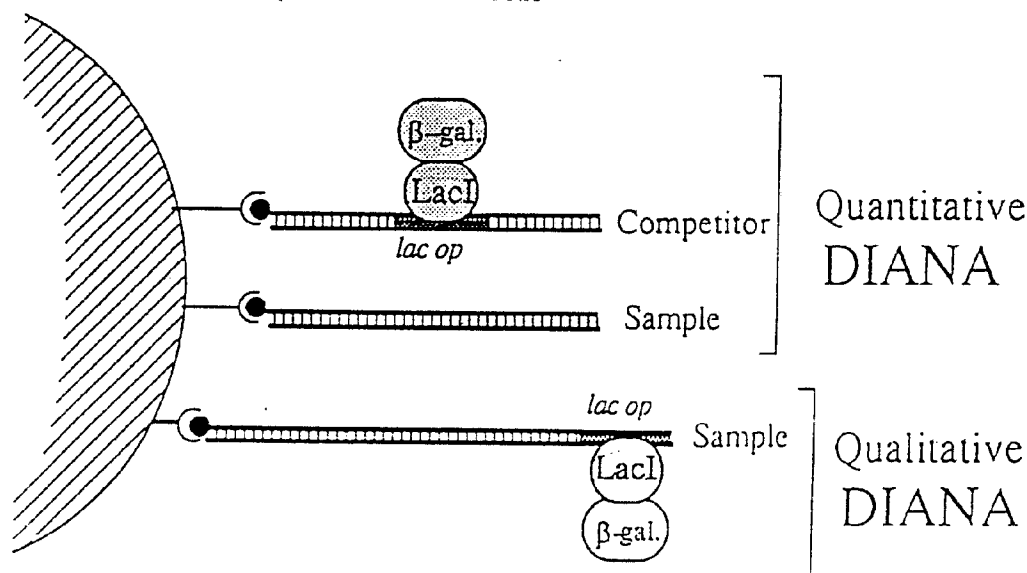 β-gal.
LacI
Competitor
lac op
Quantitative
DIANA
Sample
lac op
Sample
LacI
β-gal.
Qualitative
DIANA